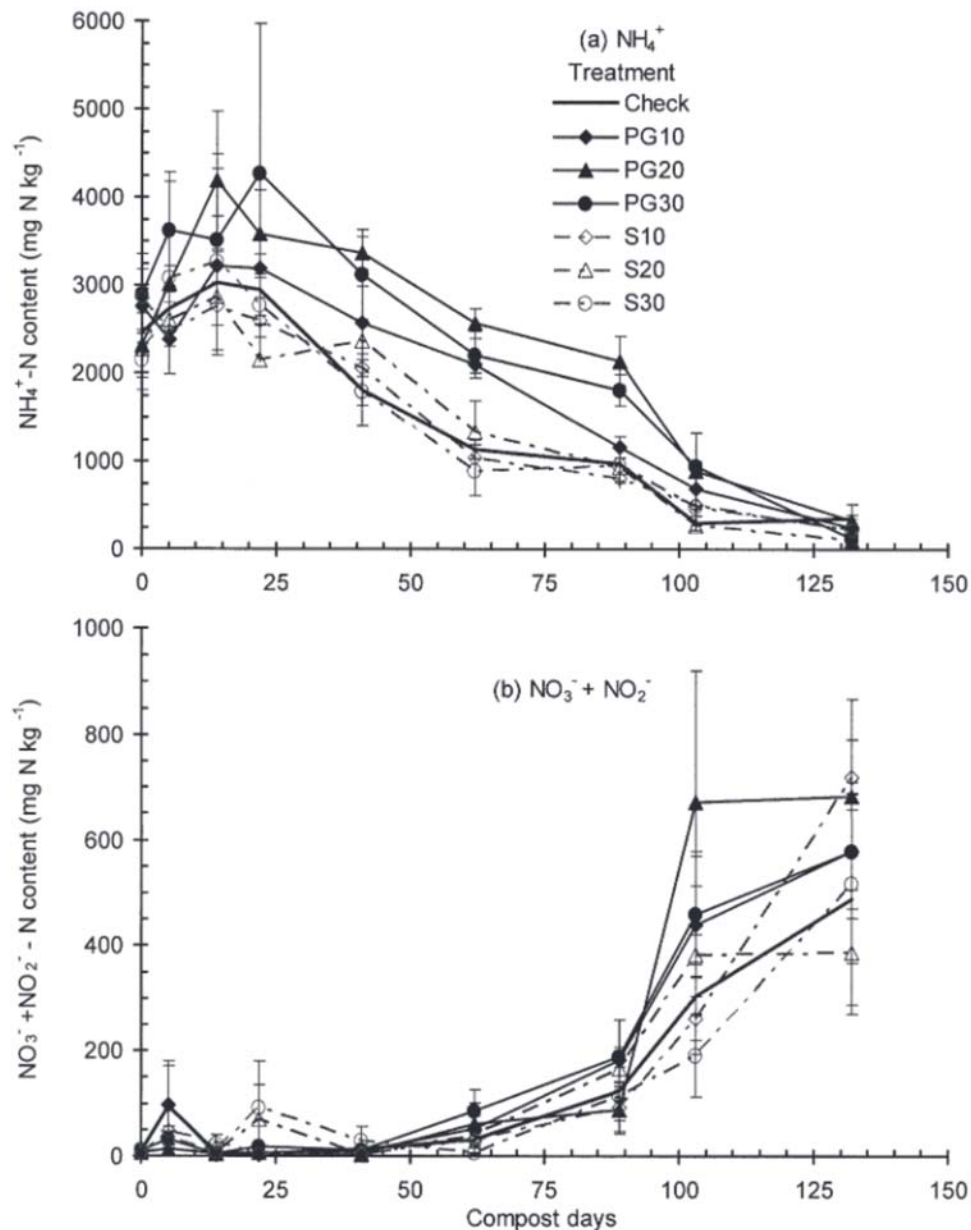 6000
5000
4000
3000
2000
1000
0
NH₄⁺-N content (mg N kg⁻¹)
(a) NH₄⁺
Treatment
Check
PG10
PG20
PG30
S10
S20
S30
0 25 50 75 100 125 150
1000
800
600
400
200
0
NO₃⁻+NO₂⁻ - N content (mg N kg⁻¹)
(b) NO₃⁻ + NO₂⁻
0 25 50 75 100 125 150
Compost days